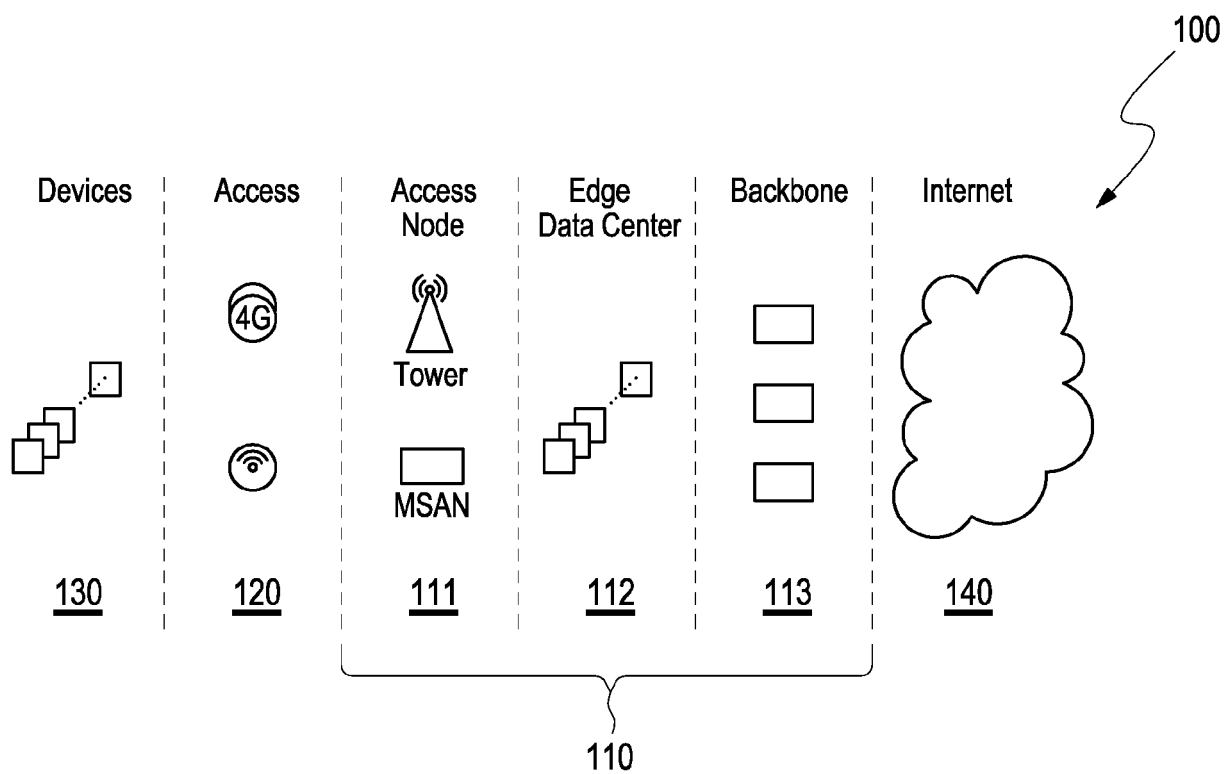 100
Devices
Access
Access
Node
Edge
Data Center
Backbone
Internet
4G
Tower
MSAN
130
120
111
112
113
140
110